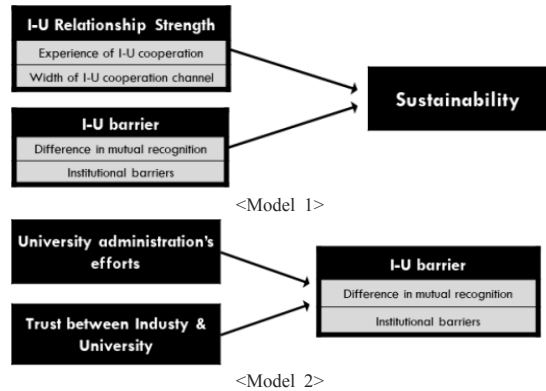 I-U Relationship Strength
Experience of I-U cooperation
Width of I-U cooperation channel
Sustainability
I-U barrier
Difference in mutual recognition
Institutional barriers
<Model 1>
University administration's
efforts
I-U barrier
Difference in mutual recognition
Institutional barriers
Trust between Industy &
University
<Model 2>